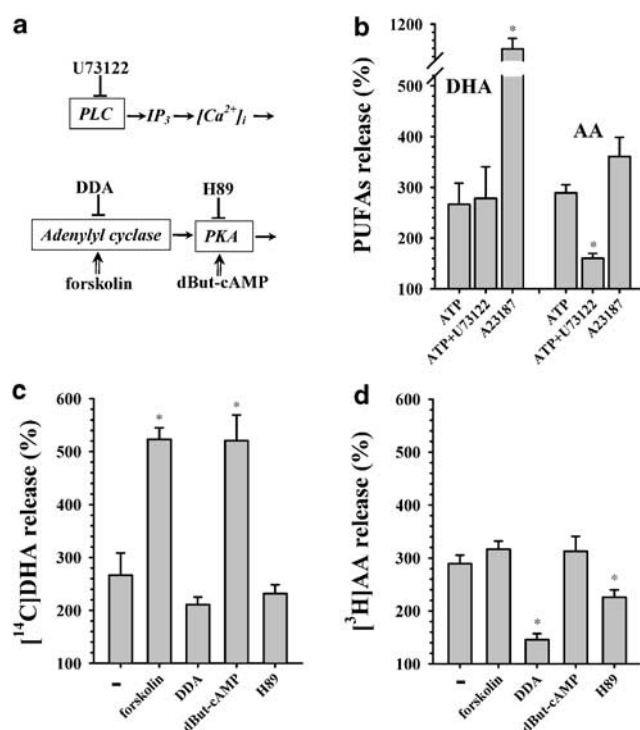 a
U73122
PLC IP3 [Ca2+]i
DDA H89
Adenylyl cyclase PKA
forskolin dBut-cAMP
b
PUFAs release (%)
1200
500
400
300
200
100
DHA
AA
ATP
ATP+U73122
A23187
ATP
ATP+U73122
A23187
*
*
c
[14C]DHA release (%)
600
500
400
300
200
100
*
*
-
forskolin
DDA
dBut-cAMP
H89
d
[3H]AA release (%)
600
500
400
300
200
100
*
*
-
forskolin
DDA
dBut-cAMP
H89